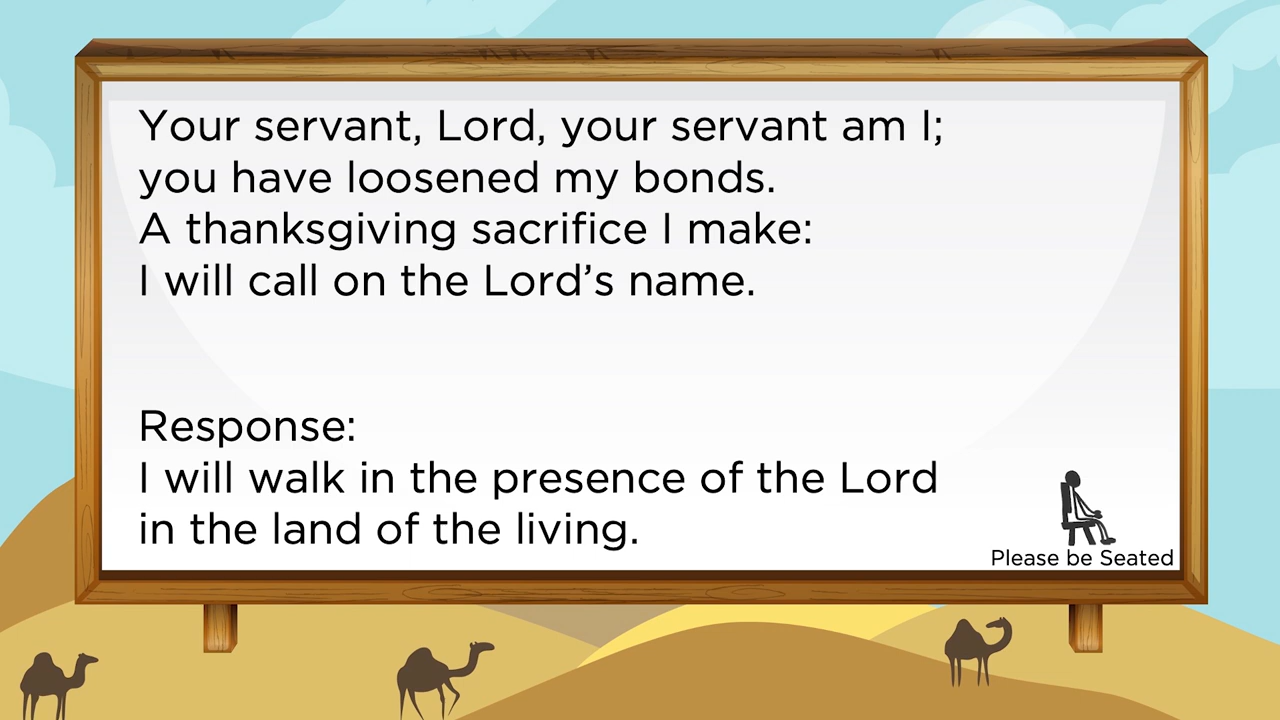 Your servant, Lord, your servant am I;
you have loosened my bonds.
A thanksgiving sacrifice I make:
I will call on the Lord’s name.
Response:
I will walk in the presence of the Lord
in the land of the living.
Please be Seated